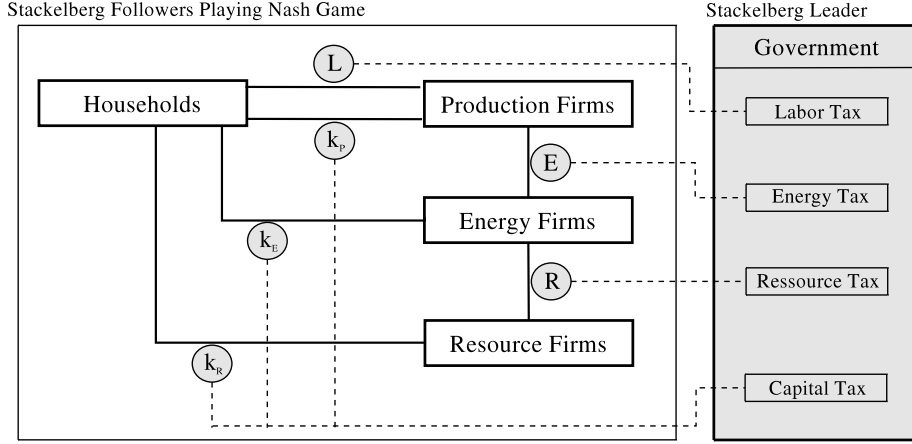 Stackelberg Followers Playing Nash Game
Stackelberg Leader
Government
L
Households
Production Firms
Labor Tax
kP
E
Energy Tax
Energy Firms
kE
R
Ressource Tax
Resource Firms
kR
Capital Tax